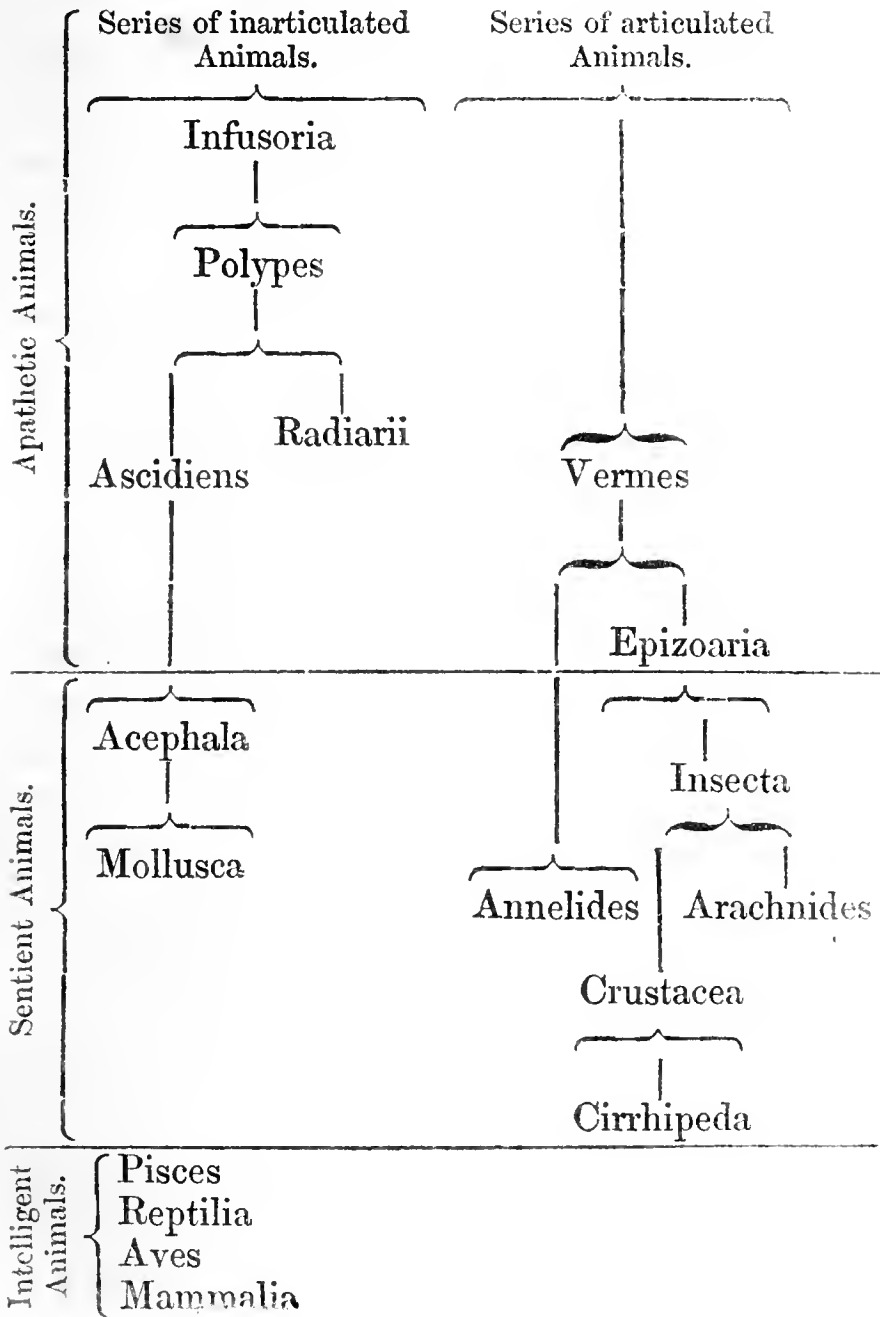 Series of inarticulated
Animals.
Series of articulated
Animals.
Apathetic Animals.
Infusoria
Polypes
Radiarii
Ascidiens
Vermes
Epizoaria
Sentient Animals.
Acephala
Mollusca
Insecta
Annelides
Arachnides
Crustacea
Cirrhipeda
Intelligent
Animals.
Pisces
Reptilia
Aves
Mammalia